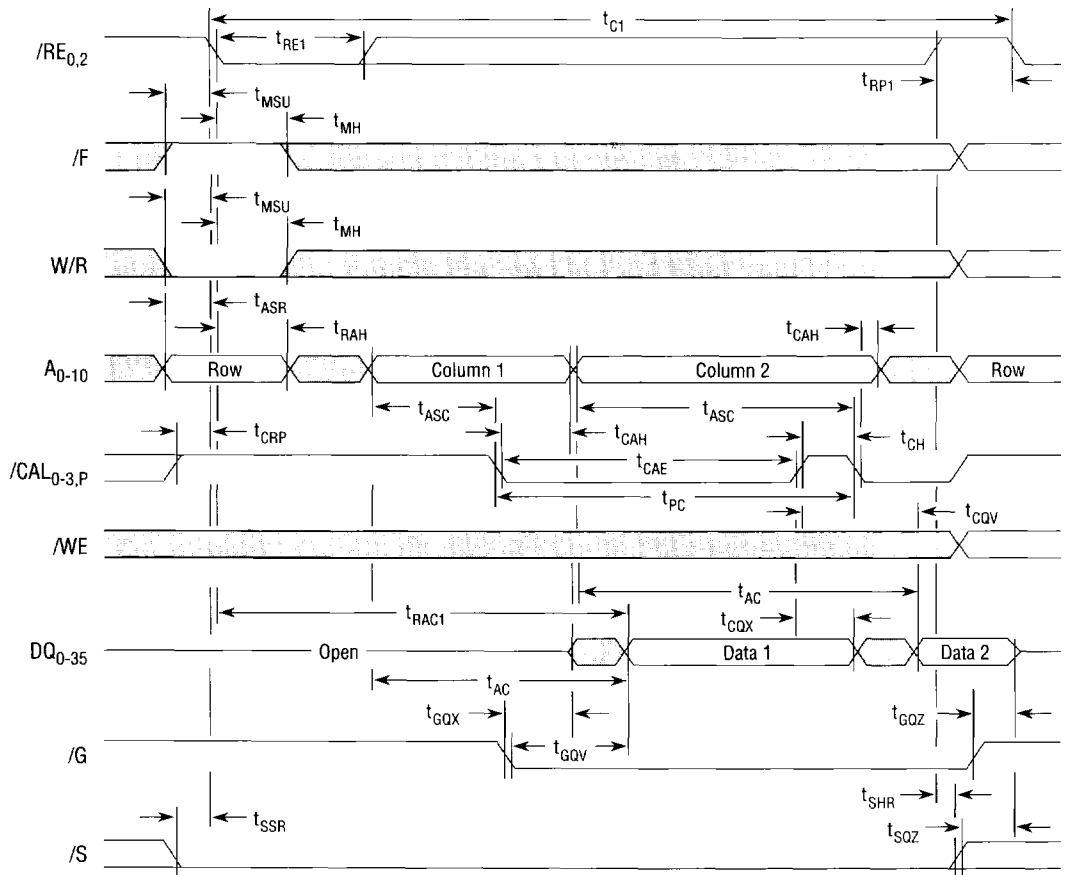 tC1
tRE1
/RE0,2
tRP1
tMSU
tMH
/F
tMSU
tMH
W/R
tASR
tRAH
tCAH
A0-10
Row
Column 1
Column 2
Row
tASC
tASC
tCRP
tCAH
tCH
/CAL0-3,P
tCAE
tPC
tCQV
/WE
tAC
tRAC1
tCQX
DQ0-35
Open
Data 1
Data 2
tAC
tGQX
tGQZ
/G
tGQV
tSHR
tSSR
tSQZ
/S